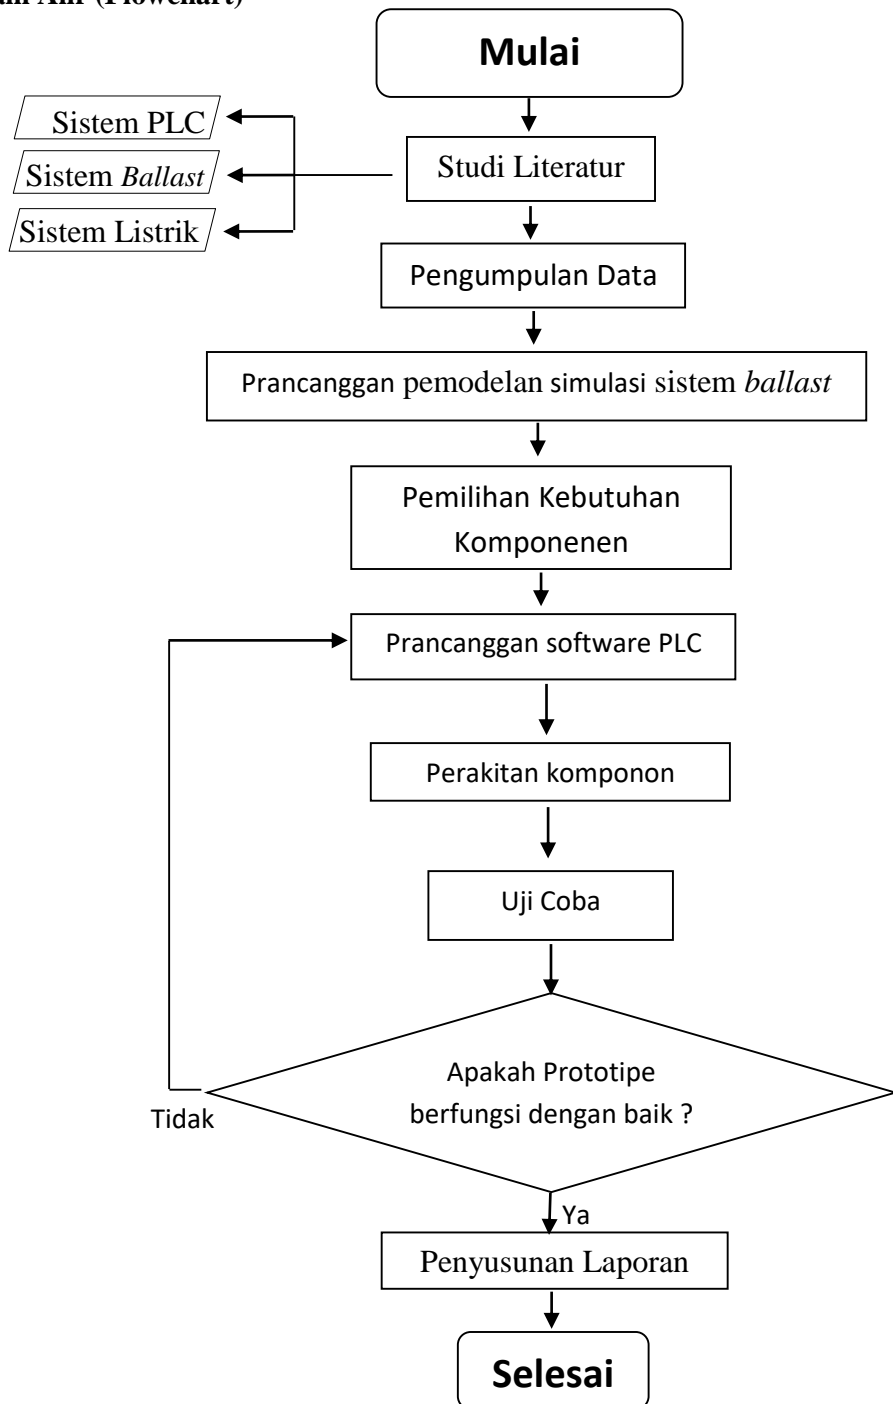 (Flowchart)
Mulai
Sistem PLC
Sistem Ballast
Sistem Listrik
Studi Literatur
Pengumpulan Data
Prancanggan pemodelan simulasi sistem ballast
Pemilihan Kebutuhan
Komponenen
Prancanggan software PLC
Perakitan komponon
Uji Coba
Apakah Prototipe
berfungsi dengan baik ?
Tidak
Ya
Penyusunan Laporan
Selesai